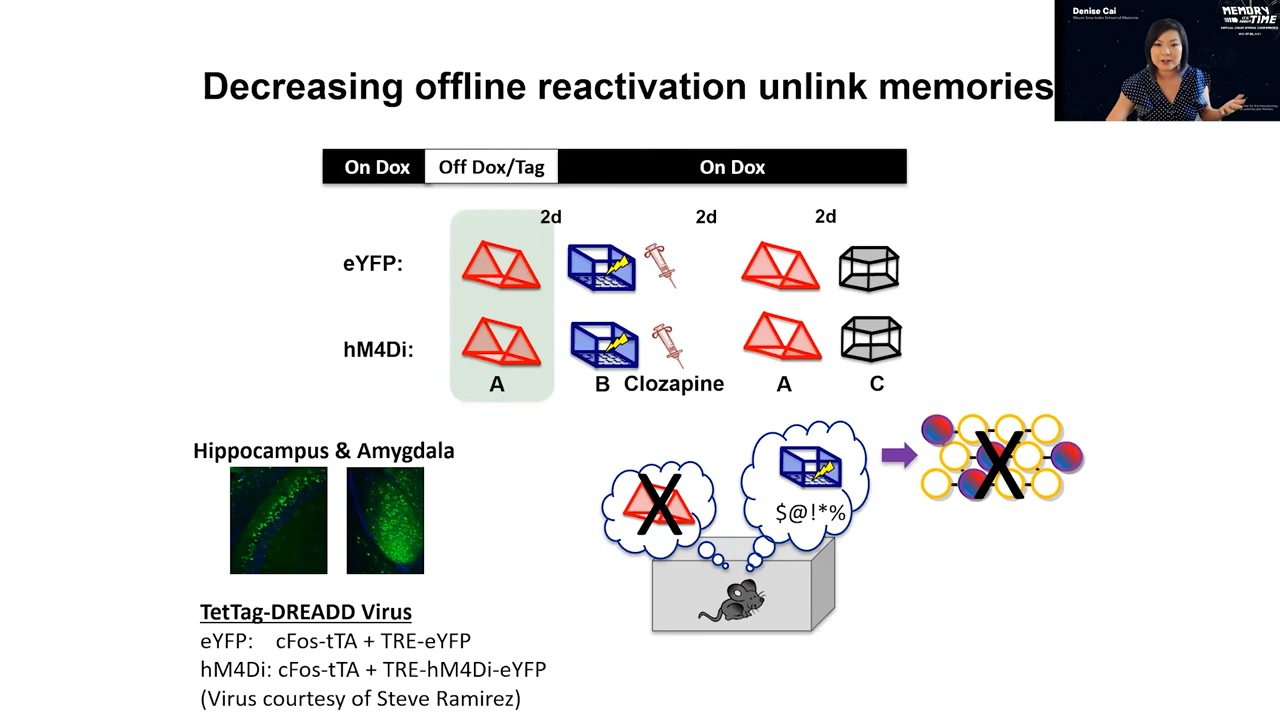 Denise Cai
MEMORY
TIME
Decreasing offline reactivation unlink memories
On Dox
Off Dox/Tag
On Dox
2d
2d
2d
eYFP:
hM4Di:
A
B
Clozapine
A
C
Hippocampus & Amygdala
$@!*%
TetTag-DREADD Virus
eYFP: cFos-tTA + TRE-eYFP
hM4Di: cFos-tTA + TRE-hM4Di-eYFP
(Virus courtesy of Steve Ramirez)